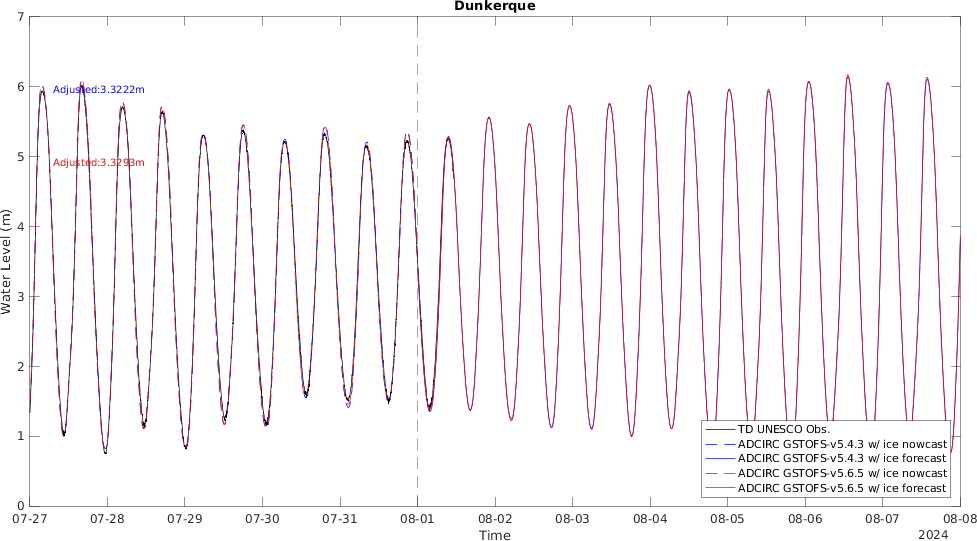 Dunkerque
7
6
5
4
3
2
1
0
Water Level (m)
Adjusted:3.3222m
Adjusted:3.3293m
TD UNESCO Obs.
ADCIRC GSTOFS-v5.4.3 w/ ice nowcast
ADCIRC GSTOFS-v5.4.3 w/ ice forecast
ADCIRC GSTOFS-v5.6.5 w/ ice nowcast
ADCIRC GSTOFS-v5.6.5 w/ ice forecast
07-27 07-28 07-29 07-30 07-31 08-01 08-02 08-03 08-04 08-05 08-06 08-07 08-08
Time
2024